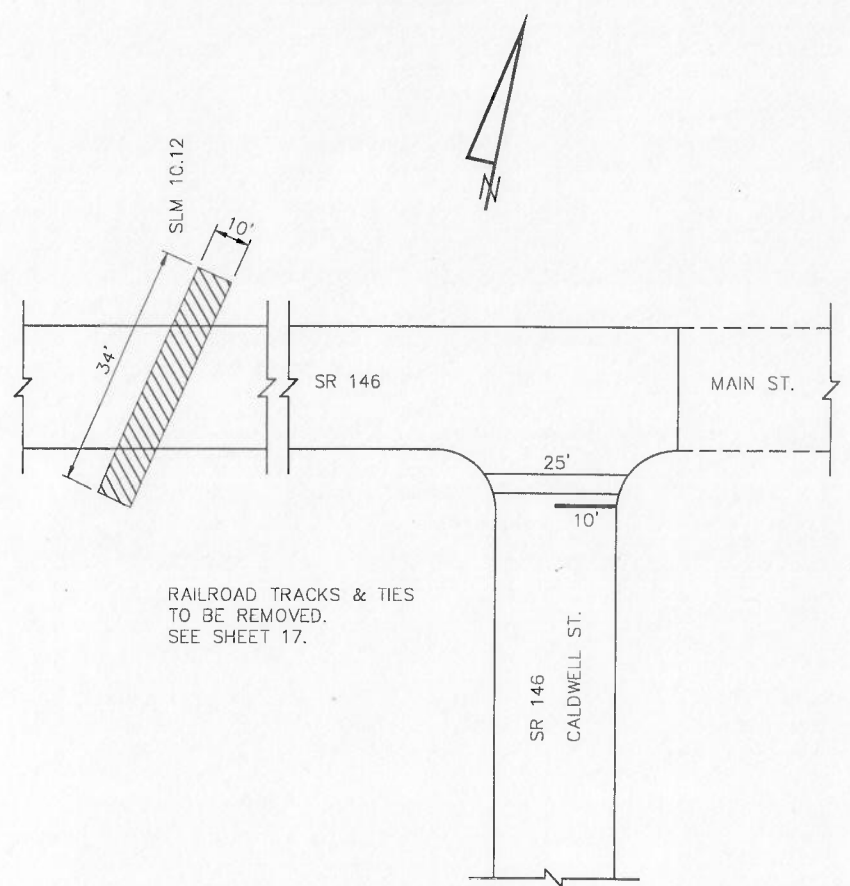 N
SLM 10.12
10'
34'
SR 146
MAIN ST.
25'
10'
RAILROAD TRACKS & TIES
TO BE REMOVED.
SEE SHEET 17.
SR 146
CALDWELL ST.